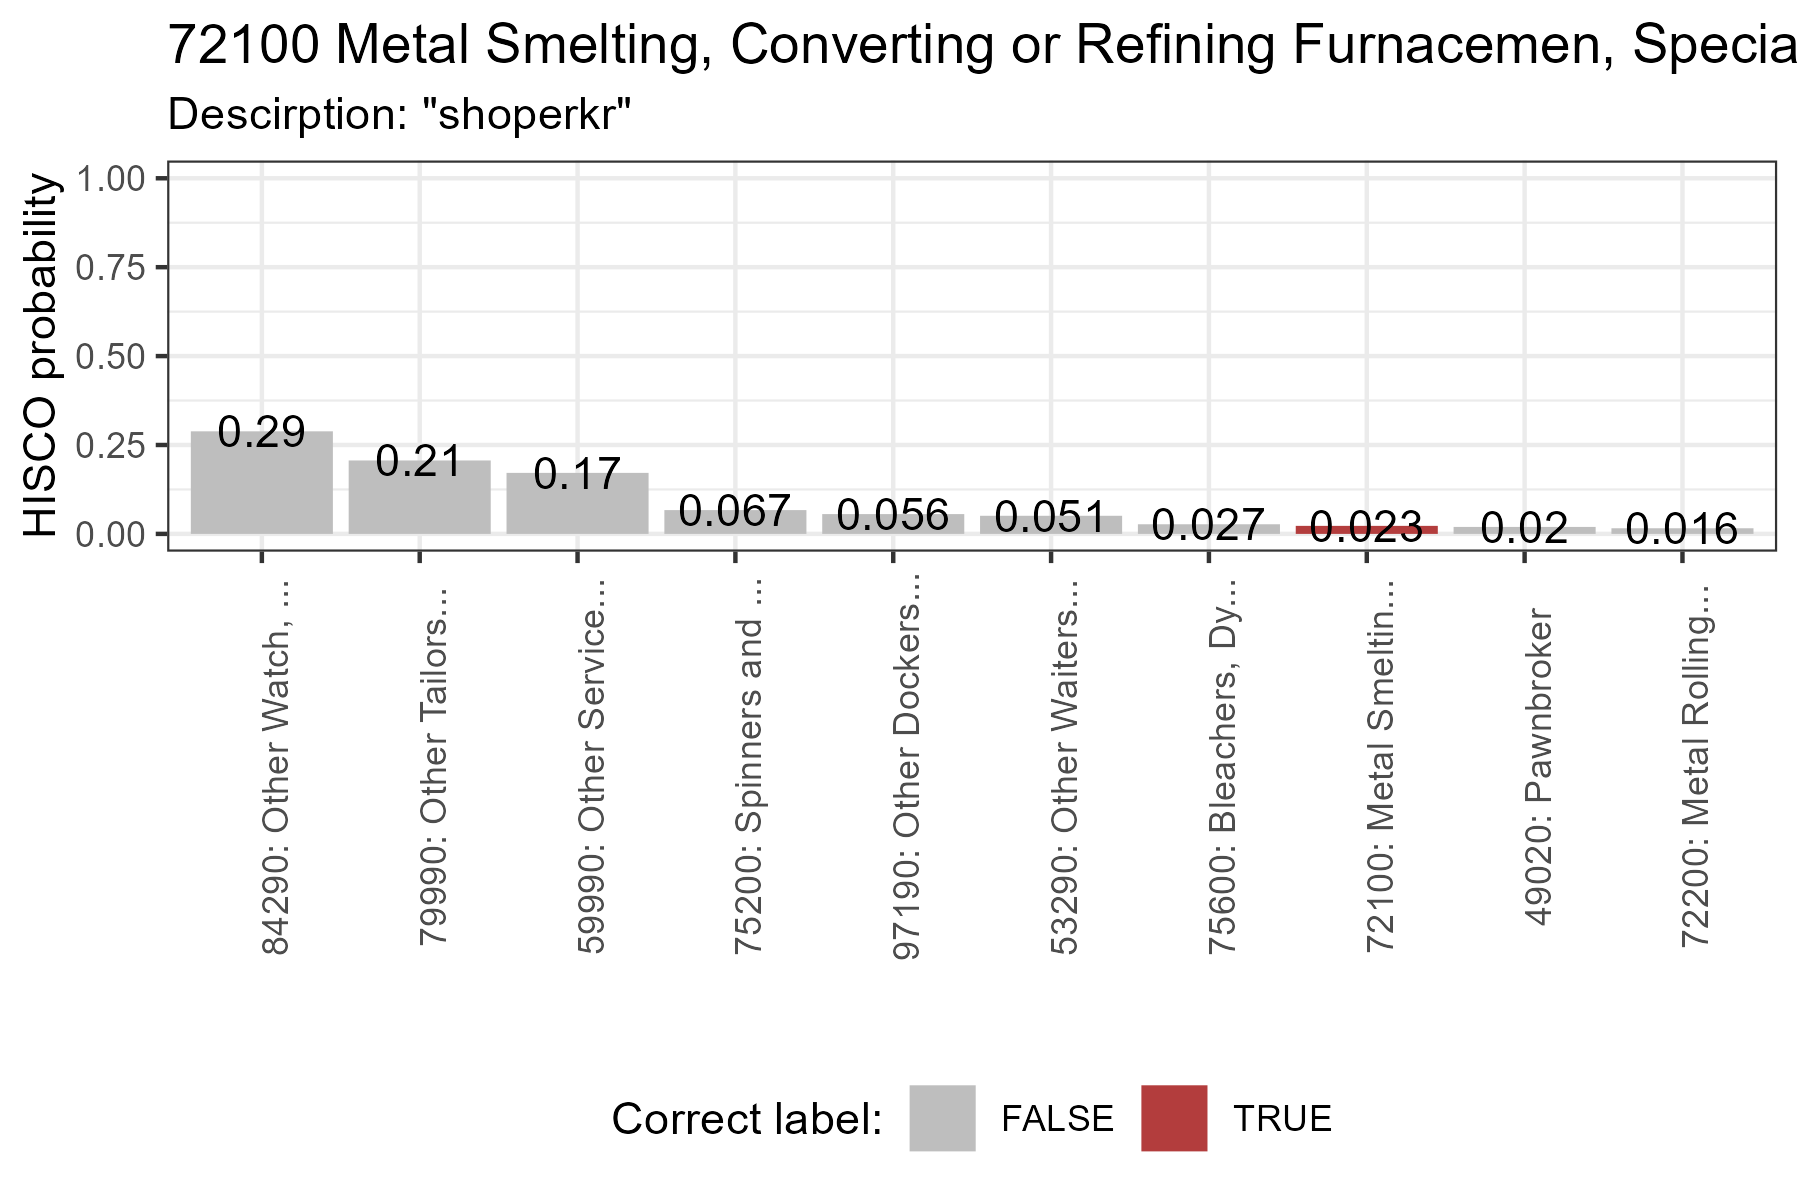 72100 Metal Smelting, Converting or Refining Furnacemen, Specia
Descirption: "shoperkr"
HISCO probability
1.00
0.75
0.50
0.25
0.00
0.29
0.21
0.17
0.067
0.056
0.051
0.027
0.023
0.02
0.016
84290: Other Watch, ...
79990: Other Tailors...
59990: Other Service...
75200: Spinners and ...
97190: Other Dockers...
53290: Other Waiters...
75600: Bleachers, Dy...
72100: Metal Smeltin...
49020: Pawnbroker
72200: Metal Rolling...
Correct label: FALSE TRUE